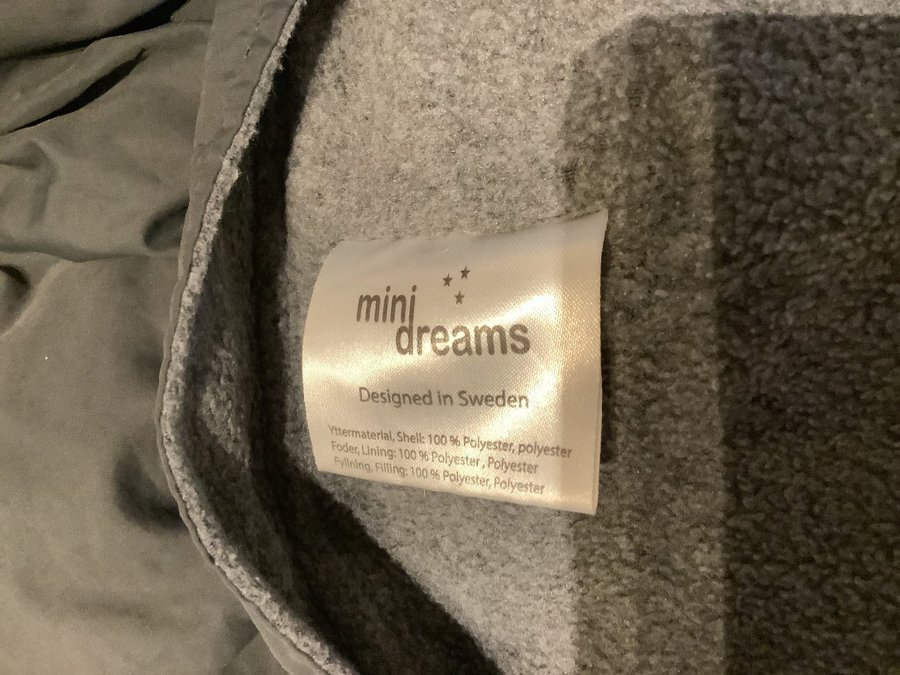 mini
dreams
Designed in Sweden
Yttermaterial, Shell: 100 % Polyester, polyester
Foder, Lining: 100 % Polyester , Polyester
Fyllning, Filling: 100 % Polyester, Polyester